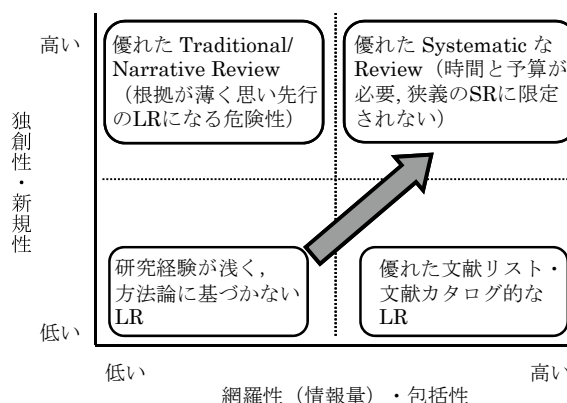 高い
優れた Traditional/
Narrative Review
（根拠が薄く思い先行
のLRになる危険性）
優れた Systematic な
Review（時間と予算が
必要, 狭義のSRに限定
されない）
独創性・新規性
研究経験が浅く，
方法論に基づかない
LR
優れた文献リスト・
文献カタログ的な
LR
低い
低い
高い
網羅性（情報量）・包括性